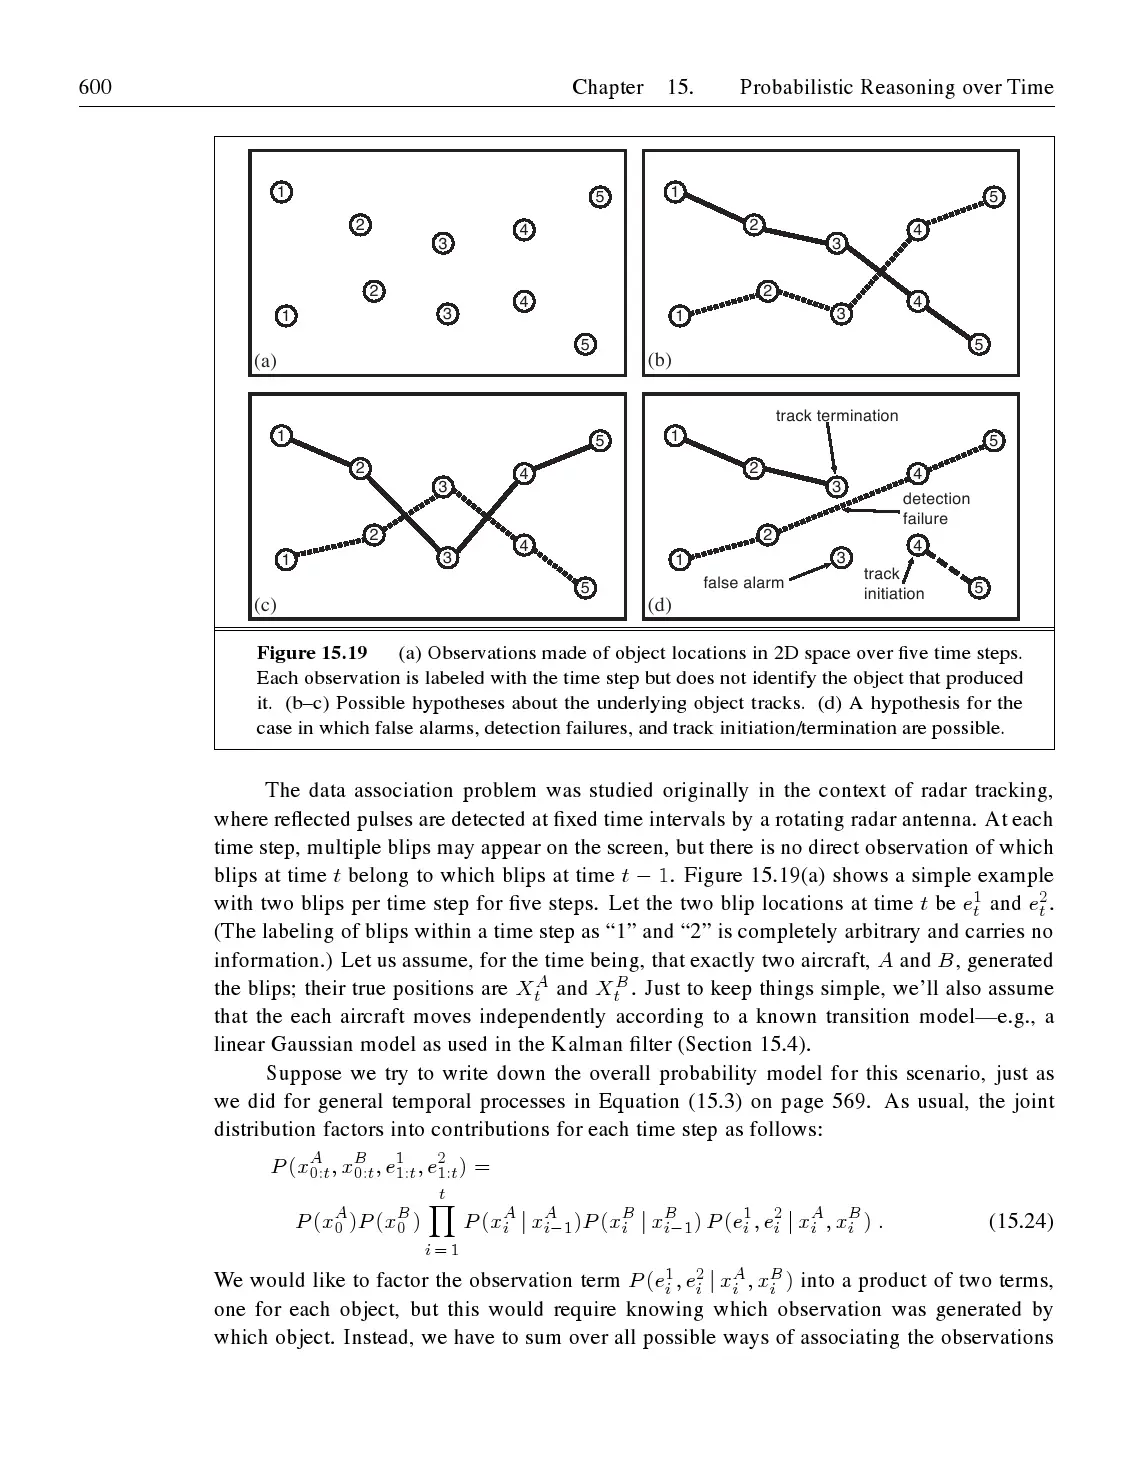 600 Chapter 15. Probabilistic Reasoning over Time
1 5
2 4
3
2
1 3 4
5
(a)
1 5
2 4
3
2
1 3 4
5
(b)
1 5
2 4
3
2 4
1 3
5
(c)
track termination
1 5
2 4
3
detection
failure
2 4
1 3
false alarm
track
initiation
5
(d)
Figure 15.19 (a) Observations made of object locations in 2D space over five time steps.
Each observation is labeled with the time step but does not identify the object that produced
it. (b–c) Possible hypotheses about the underlying object tracks. (d) A hypothesis for the
case in which false alarms, detection failures, and track initiation/termination are possible.
The data association problem was studied originally in the context of radar tracking,
where reflected pulses are detected at fixed time intervals by a rotating radar antenna. At each
time step, multiple blips may appear on the screen, but there is no direct observation of which
blips at time t belong to which blips at time t − 1. Figure 15.19(a) shows a simple example
with two blips per time step for five steps. Let the two blip locations at time t be e_t^1 and e_t^2.
(The labeling of blips within a time step as “1” and “2” is completely arbitrary and carries no
information.) Let us assume, for the time being, that exactly two aircraft, A and B, generated
the blips; their true positions are X_t^A and X_t^B. Just to keep things simple, we’ll also assume
that the each aircraft moves independently according to a known transition model—e.g., a
linear Gaussian model as used in the Kalman filter (Section 15.4).
Suppose we try to write down the overall probability model for this scenario, just as
we did for general temporal processes in Equation (15.3) on page 569. As usual, the joint
distribution factors into contributions for each time step as follows:
P(x_{0:t}^A, x_{0:t}^B, e_{1:t}^1, e_{1:t}^2) =
P(x_0^A)P(x_0^B) ∏_{i=1}^t P(x_i^A | x_{i−1}^A)P(x_i^B | x_{i−1}^B) P(e_i^1, e_i^2 | x_i^A, x_i^B) . (15.24)
We would like to factor the observation term P(e_i^1, e_i^2 | x_i^A, x_i^B) into a product of two terms,
one for each object, but this would require knowing which observation was generated by
which object. Instead, we have to sum over all possible ways of associating the observations